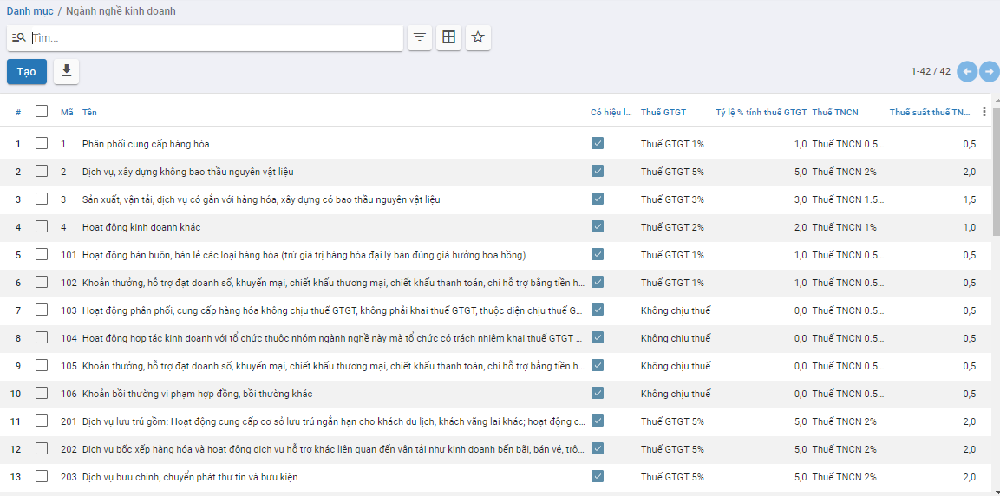 Danh mục / Ngành nghề kinh doanh
Tìm...
Tạo
1-42 / 42
# Mã Tên Có hiệu l... Thuế GTGT Tỷ lệ % tính thuế GTGT Thuế TNCN Thuế suất thuế TN...
1 1 Phân phối cung cấp hàng hóa Thuế GTGT 1% 1,0 Thuế TNCN 0.5... 0,5
2 2 Dịch vụ, xây dựng không bao thầu nguyên vật liệu Thuế GTGT 5% 5,0 Thuế TNCN 2% 2,0
3 3 Sản xuất, vận tải, dịch vụ có gắn với hàng hóa, xây dựng có bao thầu nguyên vật liệu Thuế GTGT 3% 3,0 Thuế TNCN 1.5... 1,5
4 4 Hoạt động kinh doanh khác Thuế GTGT 2% 2,0 Thuế TNCN 1% 1,0
5 101 Hoạt động bán buôn, bán lẻ các loại hàng hóa (trừ giá trị hàng hóa đại lý bán đúng giá hưởng hoa hồng) Thuế GTGT 1% 1,0 Thuế TNCN 0.5... 0,5
6 102 Khoản thưởng, hỗ trợ đạt doanh số, khuyến mại, chiết khấu thương mại, chiết khấu thanh toán, chi hỗ trợ bằng tiền h... Thuế GTGT 1% 1,0 Thuế TNCN 0.5... 0,5
7 103 Hoạt động phân phối, cung cấp hàng hóa không chịu thuế GTGT, không phải khai thuế GTGT, thuộc diện chịu thuế G... Không chịu thuế 0,0 Thuế TNCN 0.5... 0,5
8 104 Hoạt động hợp tác kinh doanh với tổ chức thuộc nhóm ngành nghề này mà tổ chức có trách nhiệm khai thuế GTGT ... Không chịu thuế 0,0 Thuế TNCN 0.5... 0,5
9 105 Khoản thưởng, hỗ trợ đạt doanh số, khuyến mại, chiết khấu thương mại, chiết khấu thanh toán, chi hỗ trợ bằng tiền h... Không chịu thuế 0,0 Thuế TNCN 0.5... 0,5
10 106 Khoản bồi thường vi phạm hợp đồng, bồi thường khác Không chịu thuế 0,0 Thuế TNCN 0.5... 0,5
11 201 Dịch vụ lưu trú gồm: Hoạt động cung cấp cơ sở lưu trú ngắn hạn cho khách du lịch, khách vãng lai khác; hoạt động c... Thuế GTGT 5% 5,0 Thuế TNCN 2% 2,0
12 202 Dịch vụ bốc xếp hàng hóa và hoạt động dịch vụ hỗ trợ khác liên quan đến vận tải như kinh doanh bến bãi, bán vé, trô... Thuế GTGT 5% 5,0 Thuế TNCN 2% 2,0
13 203 Dịch vụ bưu chính, chuyển phát thư tín và bưu kiện Thuế GTGT 5% 5,0 Thuế TNCN 2% 2,0